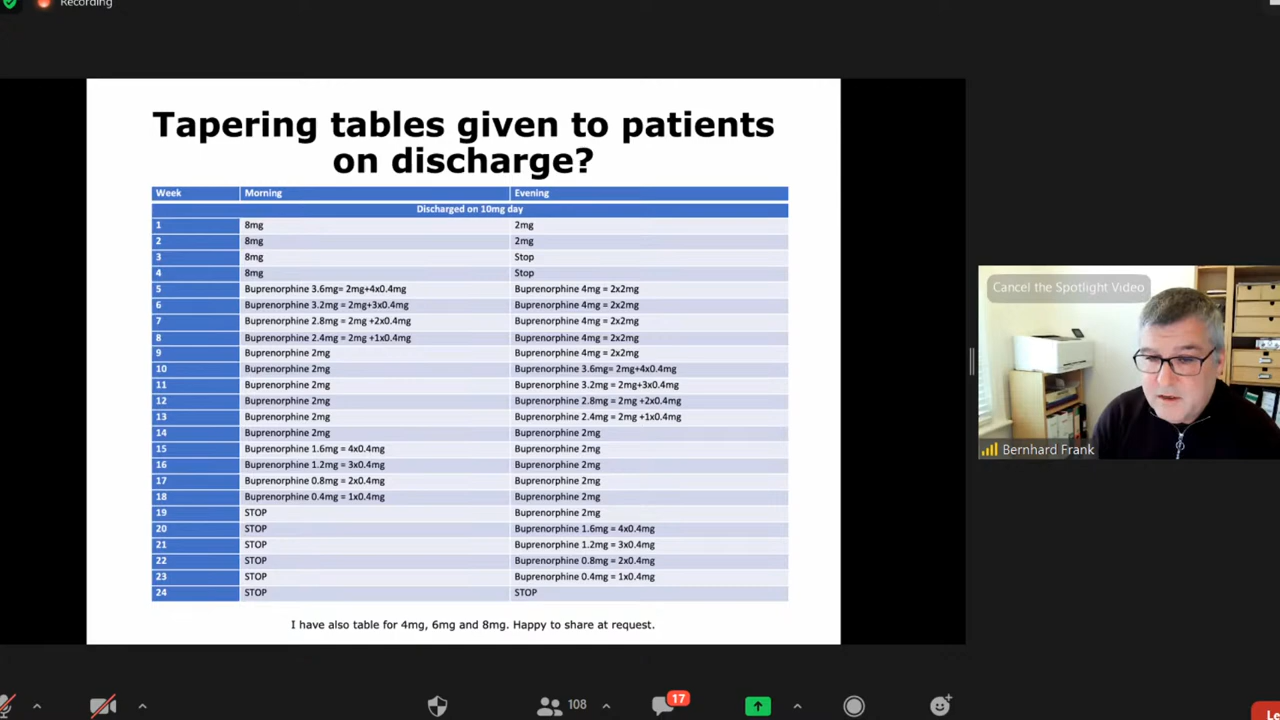 Recording
Tapering tables given to patients
on discharge?
Week Morning Evening
Discharged on 10mg day
1 8mg 2mg
2 8mg 2mg
3 8mg Stop
4 8mg Stop
5 Buprenorphine 3.6mg= 2mg+4x0.4mg Buprenorphine 4mg = 2x2mg
6 Buprenorphine 3.2mg = 2mg+3x0.4mg Buprenorphine 4mg = 2x2mg
7 Buprenorphine 2.8mg = 2mg +2x0.4mg Buprenorphine 4mg = 2x2mg
8 Buprenorphine 2.4mg = 2mg +1x0.4mg Buprenorphine 4mg = 2x2mg
9 Buprenorphine 2mg Buprenorphine 4mg = 2x2mg
10 Buprenorphine 2mg Buprenorphine 3.6mg= 2mg+4x0.4mg
11 Buprenorphine 2mg Buprenorphine 3.2mg = 2mg+3x0.4mg
12 Buprenorphine 2mg Buprenorphine 2.8mg = 2mg +2x0.4mg
13 Buprenorphine 2mg Buprenorphine 2.4mg = 2mg +1x0.4mg
14 Buprenorphine 2mg Buprenorphine 2mg
15 Buprenorphine 1.6mg = 4x0.4mg Buprenorphine 2mg
16 Buprenorphine 1.2mg = 3x0.4mg Buprenorphine 2mg
17 Buprenorphine 0.8mg = 2x0.4mg Buprenorphine 2mg
18 Buprenorphine 0.4mg = 1x0.4mg Buprenorphine 2mg
19 STOP Buprenorphine 2mg
20 STOP Buprenorphine 1.6mg = 4x0.4mg
21 STOP Buprenorphine 1.2mg = 3x0.4mg
22 STOP Buprenorphine 0.8mg = 2x0.4mg
23 STOP Buprenorphine 0.4mg = 1x0.4mg
24 STOP STOP
I have also table for 4mg, 6mg and 8mg. Happy to share at request.
Cancel the Spotlight Video
Bernhard Frank
108
17